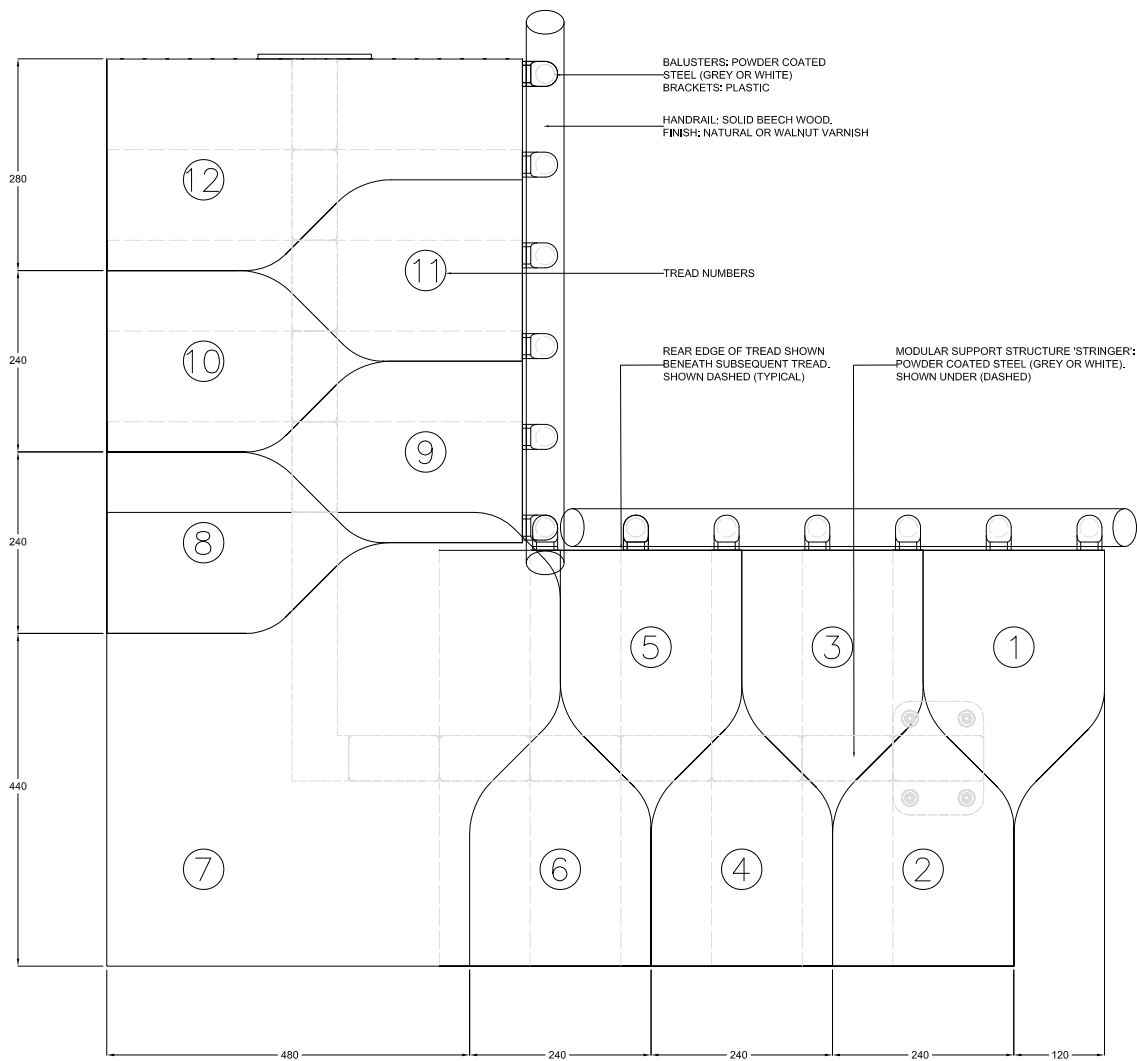 BALUSTERS: POWDER COATED
STEEL (GREY OR WHITE)
BRACKETS: PLASTIC
HANDRAIL: SOLID BEECH WOOD.
FINISH: NATURAL OR WALNUT VARNISH
280
12
11
TREAD NUMBERS
240
10
REAR EDGE OF TREAD SHOWN
BENEATH SUBSEQUENT TREAD.
SHOWN DASHED (TYPICAL)
MODULAR SUPPORT STRUCTURE 'STRINGER':
POWDER COATED STEEL (GREY OR WHITE).
SHOWN UNDER (DASHED)
9
240
8
5
3
1
440
7
6
4
2
480
240
240
240
120